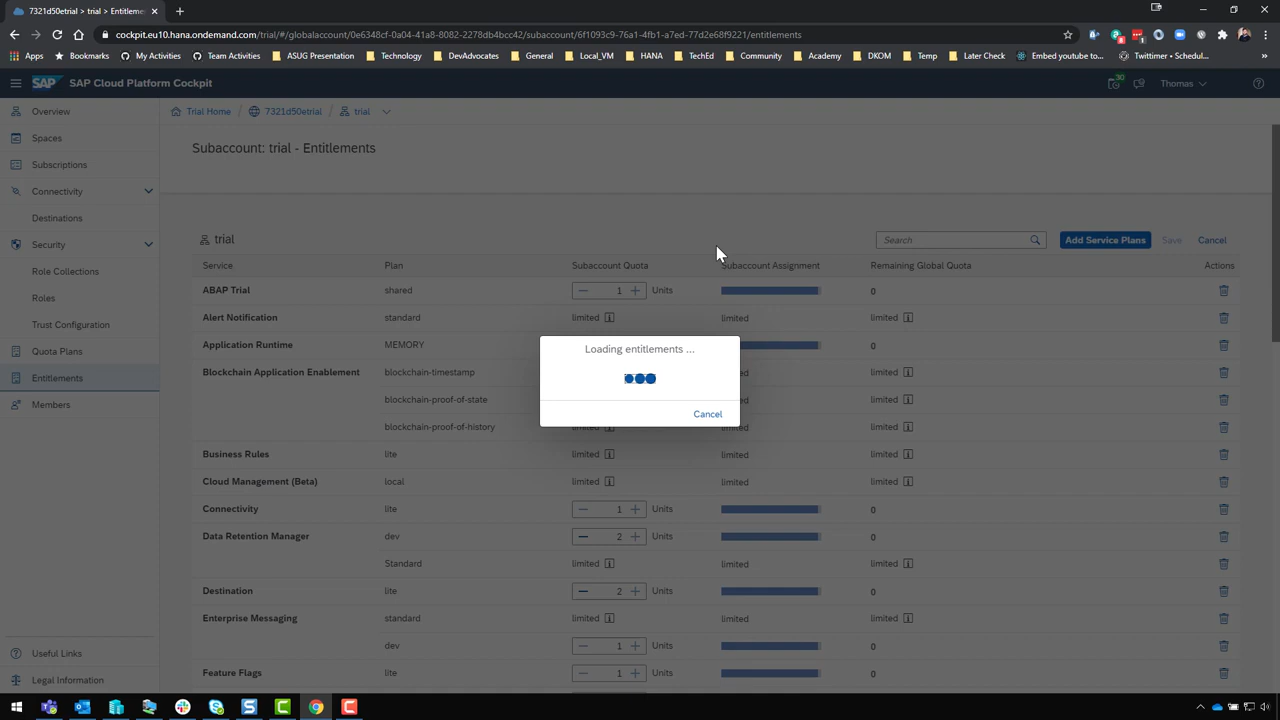 7321d50etrial > trial > Entitleme
cockpit.eu10.hana.ondemand.com/trial/#/globalaccount/0e6348cf-0a04-41a8-8082-2278db4bcc42/subaccount/6f1093c9-76a1-4fb1-a7ed-77d2e68f9221/entitlements
Apps Bookmarks My Activities (Thom... Team Activities (Git... ASUG Presentation Technology DevAdvocates General Local_VM HANA TechEd Community Academy DKOM Temp Later Check Embed youtube to... Twittimer • Schedul...
SAP SAP Cloud Platform Cockpit 30 Thomas
Overview
Spaces
Subscriptions
Connectivity
Destinations
Security
Role Collections
Roles
Trust Configuration
Quota Plans
Entitlements
Members
Useful Links
Legal Information
Trial Home / 7321d50etrial / trial
Subaccount: trial - Entitlements
trial Search Add Service Plans Save Cancel
Service Plan Subaccount Quota Subaccount Assignment Remaining Global Quota Actions
ABAP Trial shared 1 Units 0
Alert Notification standard limited limited limited
Application Runtime MEMORY 0
Blockchain Application Enablement blockchain-timestamp limited
blockchain-proof-of-state limited
blockchain-proof-of-history limited limited limited
Business Rules lite limited limited limited
Cloud Management (Beta) local limited limited limited
Connectivity lite 1 Units 0
Data Retention Manager dev 2 Units 0
Standard limited limited limited
Destination lite 2 Units 0
Enterprise Messaging standard limited limited limited
dev 1 Units 0
Feature Flags lite 1 Units 0
Loading entitlements ...
Cancel